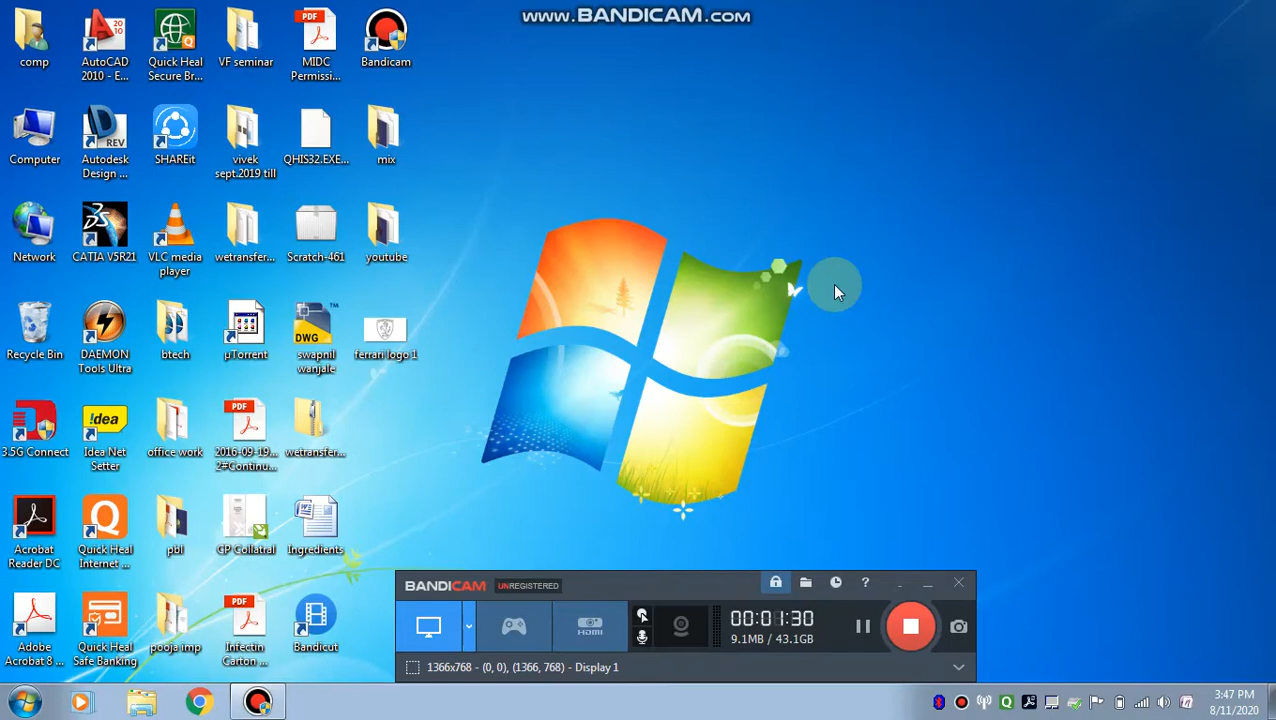 www.BANDICAM.com
comp
AutoCAD
2010 - E...
Quick Heal
Secure Br...
VF seminar
PDF
MIDC
Permissi...
Bandicam
Computer
REV
Autodesk
Design ...
SHAREit
vivek
sept.2019 till
QHIS32.EXE...
mix
Network
CATIA V5R21
VLC media
player
wetransfer...
Scratch-461
youtube
Recycle Bin
DAEMON
Tools Ultra
btech
µTorrent
DWG
TM
swapnil
wanjale
ferrari logo 1
3.5G Connect
!dea
Idea Net
Setter
office work
PDF
2016-09-19...
2#Continu...
wetransfer...
Acrobat
Reader DC
Quick Heal
Internet ...
pbl
GP Collatral
Ingredients
Adobe
Acrobat 8 ...
Quick Heal
Safe Banking
pooja imp
PDF
Infectin
Carton ...
Bandicut
BANDICAM UNREGISTERED
HDMI
00:01:30
9.1MB / 43.1GB
1366x768 - (0, 0), (1366, 768) - Display 1
3:47 PM
8/11/2020